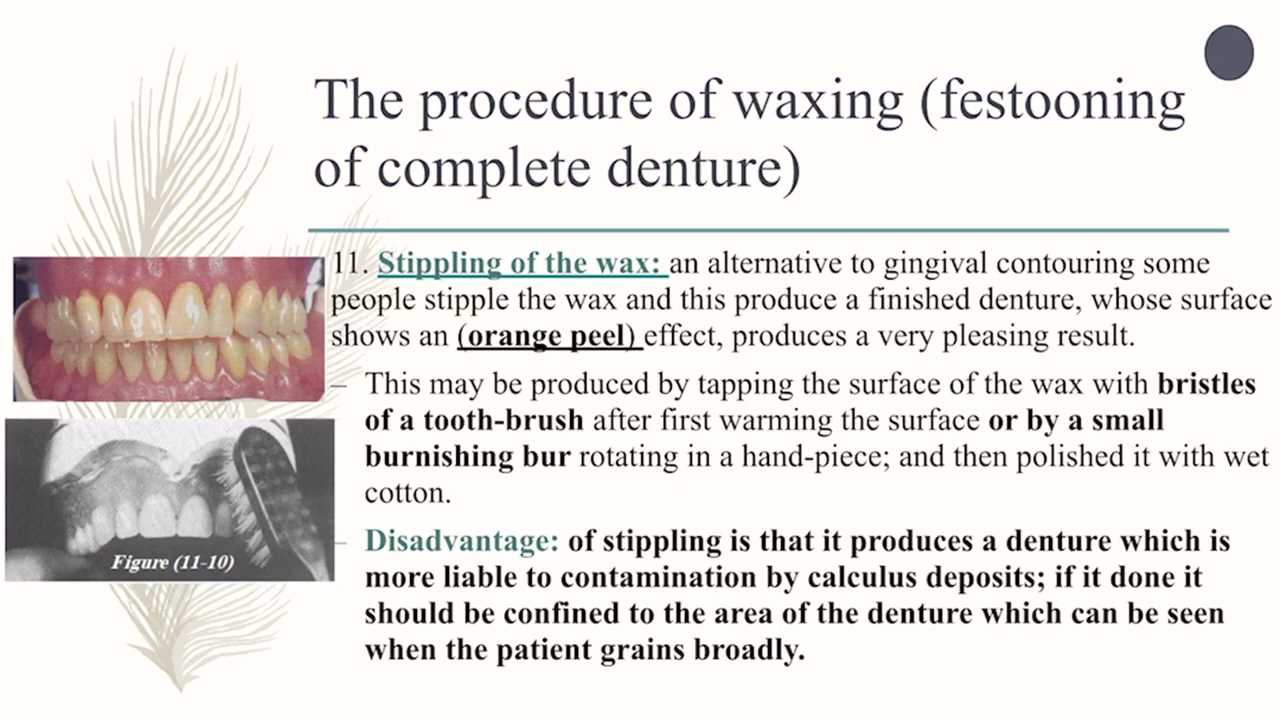 The procedure of waxing (festooning
of complete denture)
11. Stippling of the wax: an alternative to gingival contouring some
people stipple the wax and this produce a finished denture, whose surface
shows an (orange peel) effect, produces a very pleasing result.
– This may be produced by tapping the surface of the wax with bristles
of a tooth-brush after first warming the surface or by a small
burnishing bur rotating in a hand-piece; and then polished it with wet
cotton.
– Disadvantage: of stippling is that it produces a denture which is
more liable to contamination by calculus deposits; if it done it
should be confined to the area of the denture which can be seen
when the patient grains broadly.
Figure (11-10)